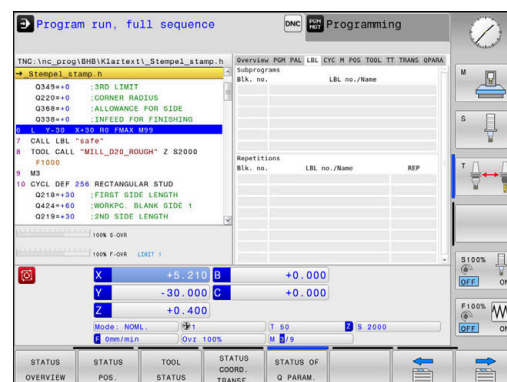 Program run, full sequence
DNC
PGM MGT
Programming
TNC:\nc_prog\BHB\Klartext\_Stempel_stamp.h
→_Stempel_stamp.h
Q349=+0 ;3RD LIMIT
Q220=+0 ;CORNER RADIUS
Q368=+0 ;ALLOWANCE FOR SIDE
Q338=+0 ;INFEED FOR FINISHING
6 L Y-30 X+30 R0 FMAX M99
7 CALL LBL "safe"
8 TOOL CALL "MILL_D20_ROUGH" Z S2000
F1000
9 M3
10 CYCL DEF 256 RECTANGULAR STUD
Q218=+30 ;FIRST SIDE LENGTH
Q424=+60 ;WORKPC. BLANK SIDE 1
Q219=+30 ;2ND SIDE LENGTH
Overview PGM PAL LBL CYC M POS TOOL TT TRANS QPARA
Subprograms
Blk. no. LBL no./Name
Repetitions
Blk. no. LBL no./Name REP
100% S-OVR
100% F-OVR LIMIT 1
X +5.210 B +0.000
Y -30.000 C +0.000
Z +0.400
Mode: NOML. 1 T 50 Z S 2000
F 0mm/min Ovr 100% M 5/9
STATUS OVERVIEW
STATUS POS.
TOOL STATUS
STATUS COORD. TRANSF.
STATUS OF Q PARAM.
M
S
T
S100%
OFF ON
F100%
OFF ON